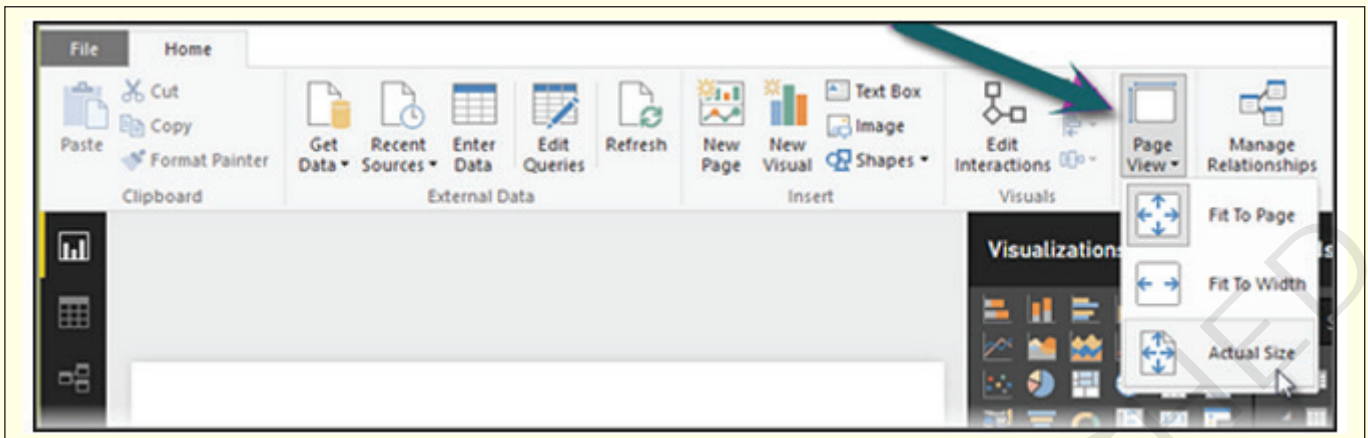 File Home
Cut
Copy
Format Painter
Paste
Clipboard
Get Data
Recent Sources
Enter Data
Edit Queries
Refresh
External Data
New Page
New Visual
Text Box
Image
Shapes
Insert
Edit Interactions
Visuals
Page View
Manage Relationships
Fit To Page
Fit To Width
Actual Size
Visualizations